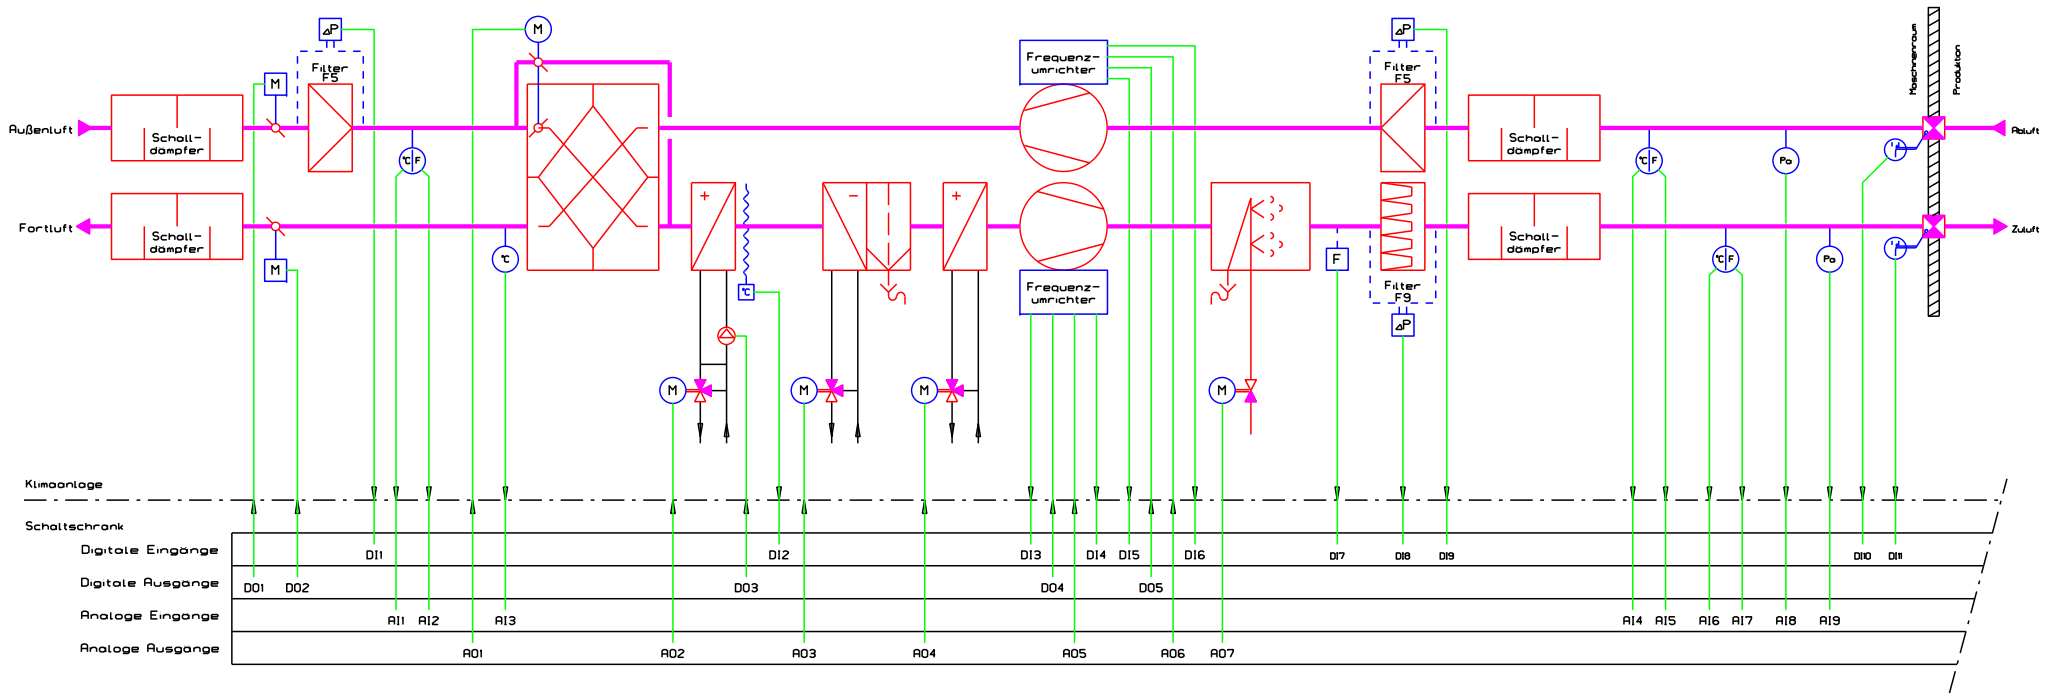 ΔP
M
ΔP
Filter
F5
M
Frequenz-
umrichter
Filter
F5
Maschinenraum
Produktion
Außenluft
Schall-
dämpfer
°C F
Schall-
dämpfer
°C F
Pa
Abluft
Fortluft
Schall-
dämpfer
M
°C
+
°C
-
+
Frequenz-
umrichter
F
Filter
F9
ΔP
Schall-
dämpfer
°C F
Pa
Zuluft
M
M
M
M
Klimaanlage
Schaltschrank
Digitale Eingänge DI1 DI2 DI3 DI4 DI5 DI6 DI7 DI8 DI9 DI10 DI11
Digitale Ausgänge DO1 DO2 DO3 DO4 DO5
Analoge Eingänge AI1 AI2 AI3 AI4 AI5 AI6 AI7 AI8 AI9
Analoge Ausgänge AO1 AO2 AO3 AO4 AO5 AO6 AO7